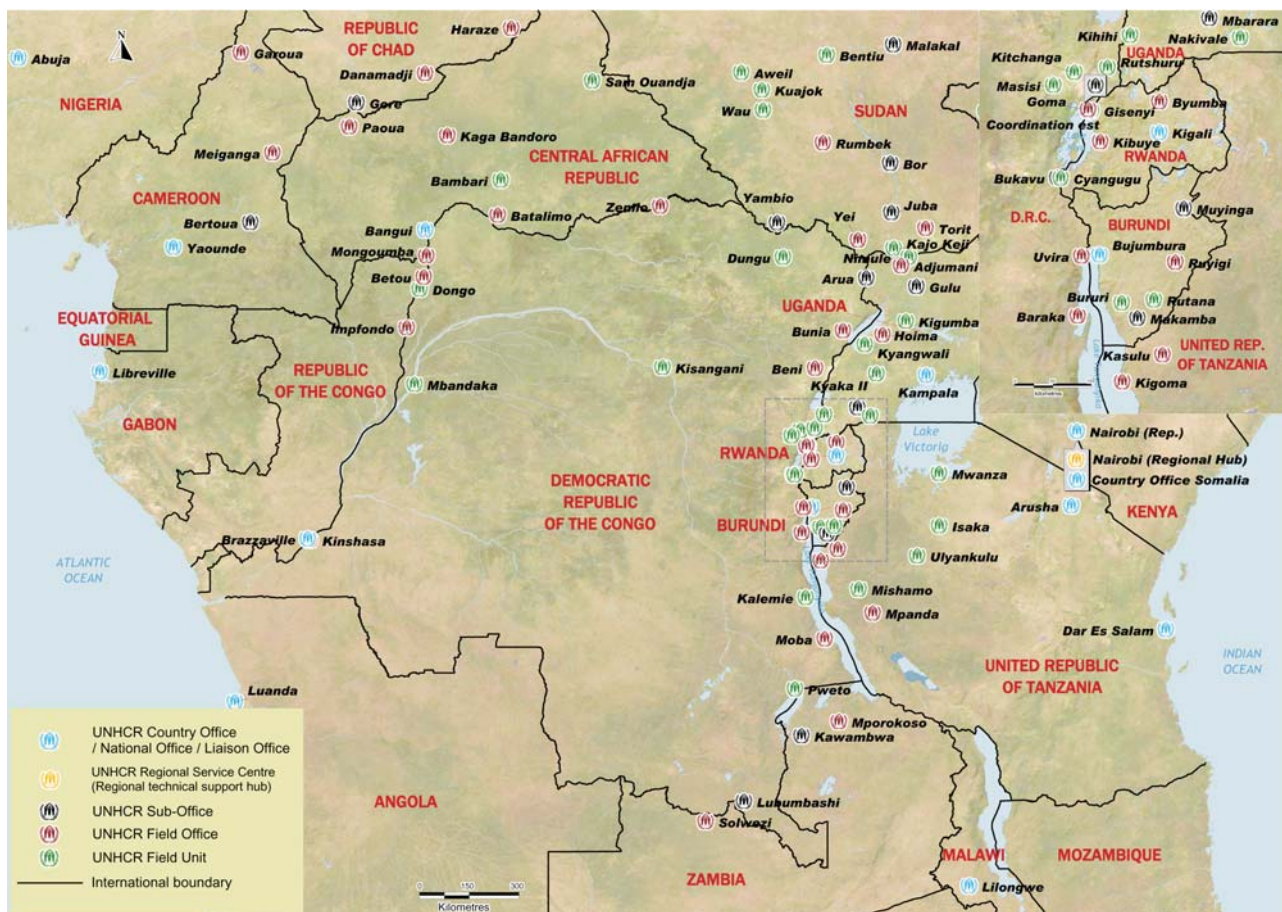 Abuja
NIGERIA
Garoua
REPUBLIC
OF CHAD
Haraze
Danamadji
Gore
Paoua
Meiganga
CAMEROON
Bertoua
Yaounde
Kaga Bandoro
Bambari
CENTRAL AFRICAN
REPUBLIC
Sam Ouandja
Bangui
Batalimo
Zemio
Mongoumba
Betou
Dongo
Impfondo
EQUATORIAL
GUINEA
Libreville
GABON
REPUBLIC
OF THE CONGO
Mbandaka
Brazzaville
Kinshasa
ATLANTIC
OCEAN
Luanda
ANGOLA
Aweil
Kuajok
Wau
Bentiu
Malakal
SUDAN
Rumbek
Bor
Yambio
Yei
Juba
Torit
Kajo Keji
Nimule
Adjumani
Dungu
Arua
Gulu
UGANDA
Kigumba
Bunia
Hoima
Kyangwali
Beni
Kyaka II
Kampala
Kisangani
DEMOCRATIC
REPUBLIC
OF THE CONGO
RWANDA
BURUNDI
Lake
Victoria
Mwanza
Isaka
Ulyankulu
Kalemie
Mishamo
Mpanda
Moba
Pweto
Mporokoso
Kawambwa
Lubumbashi
Solwezi
ZAMBIA
MALAWI
Lilongwe
MOZAMBIQUE
UNITED REPUBLIC
OF TANZANIA
Dar Es Salam
INDIAN
OCEAN
Nairobi (Rep.)
Nairobi (Regional Hub)
Country Office Somalia
Arusha
KENYA
Mbarara
Kihihi
Nakivale
UGANDA
Kitchanga
Rutshuru
Masisi
Goma
Gisenyi
Byumba
Coordination est
Kigali
Kibuye
RWANDA
Bukavu
Cyangugu
D.R.C.
Muyinga
BURUNDI
Uvira
Bujumbura
Ruyigi
Bururi
Rutana
Baraka
Makamba
UNITED REP.
OF TANZANIA
Kasulu
Kigoma
kilometres
UNHCR Country Office
/ National Office / Liaison Office
UNHCR Regional Service Centre
(Regional technical support hub)
UNHCR Sub-Office
UNHCR Field Office
UNHCR Field Unit
International boundary
0 150 300
Kilometres